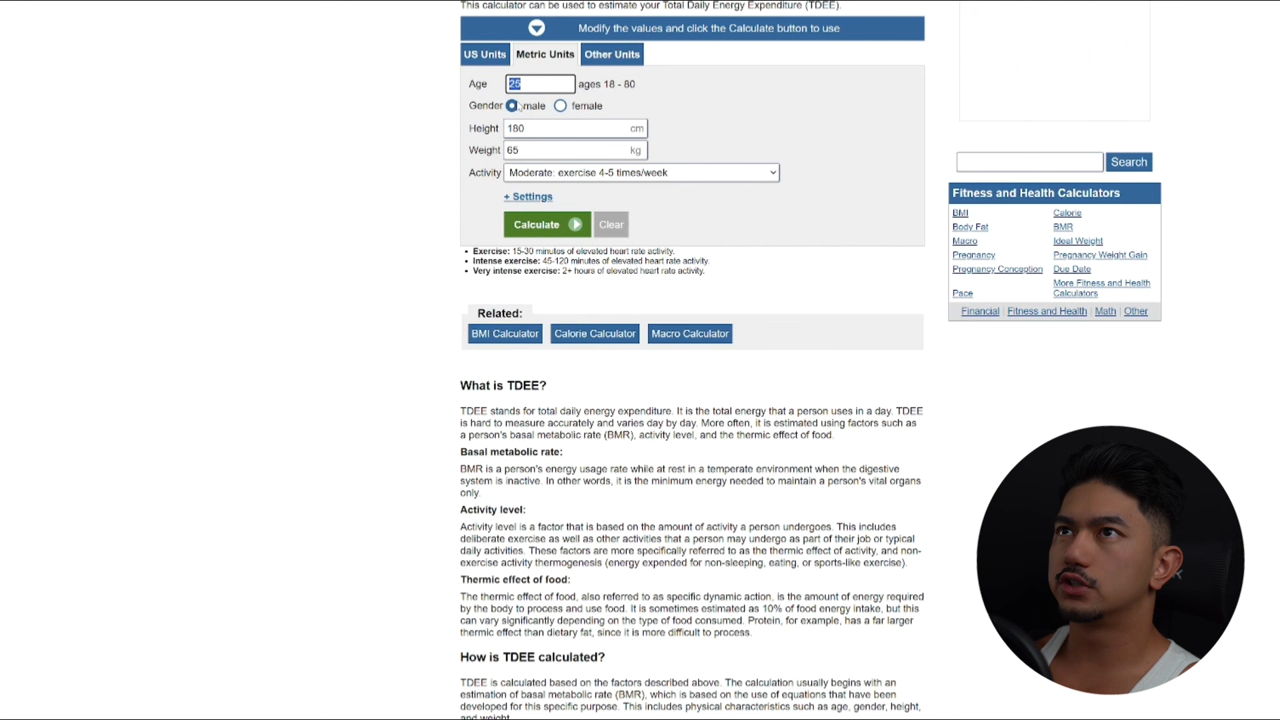 This calculator can be used to estimate your Total Daily Energy Expenditure (TDEE).
Modify the values and click the Calculate button to use
US Units
Metric Units
Other Units
Age
25
ages 18 - 80
Gender
male
female
Height
180
cm
Weight
65
kg
Activity
Moderate: exercise 4-5 times/week
+ Settings
Calculate
Clear
• Exercise: 15-30 minutes of elevated heart rate activity.
• Intense exercise: 45-120 minutes of elevated heart rate activity.
• Very intense exercise: 2+ hours of elevated heart rate activity.
Related:
BMI Calculator
Calorie Calculator
Macro Calculator
What is TDEE?
TDEE stands for total daily energy expenditure. It is the total energy that a person uses in a day. TDEE
is hard to measure accurately and varies day by day. More often, it is estimated using factors such as
a person's basal metabolic rate (BMR), activity level, and the thermic effect of food.
Basal metabolic rate:
BMR is a person's energy usage rate while at rest in a temperate environment when the digestive
system is inactive. In other words, it is the minimum energy needed to maintain a person's vital organs
only.
Activity level:
Activity level is a factor that is based on the amount of activity a person undergoes. This includes
deliberate exercise as well as other activities that a person may undergo as part of their job or typical
daily activities. These factors are more specifically referred to as the thermic effect of activity, and non-
exercise activity thermogenesis (energy expended for non-sleeping, eating, or sports-like exercise).
Thermic effect of food:
The thermic effect of food, also referred to as specific dynamic action, is the amount of energy required
by the body to process and use food. It is sometimes estimated as 10% of food energy intake, but this
can vary significantly depending on the type of food consumed. Protein, for example, has a far larger
thermic effect than dietary fat, since it is more difficult to process.
How is TDEE calculated?
TDEE is calculated based on the factors described above. The calculation usually begins with an
estimation of basal metabolic rate (BMR), which is based on the use of equations that have been
developed for this specific purpose. This includes physical characteristics such as age, gender, height,
and weight.
Search
Fitness and Health Calculators
BMI
Calorie
Body Fat
BMR
Macro
Ideal Weight
Pregnancy
Pregnancy Weight Gain
Pregnancy Conception
Due Date
Pace
More Fitness and Health
Calculators
Financial | Fitness and Health | Math | Other